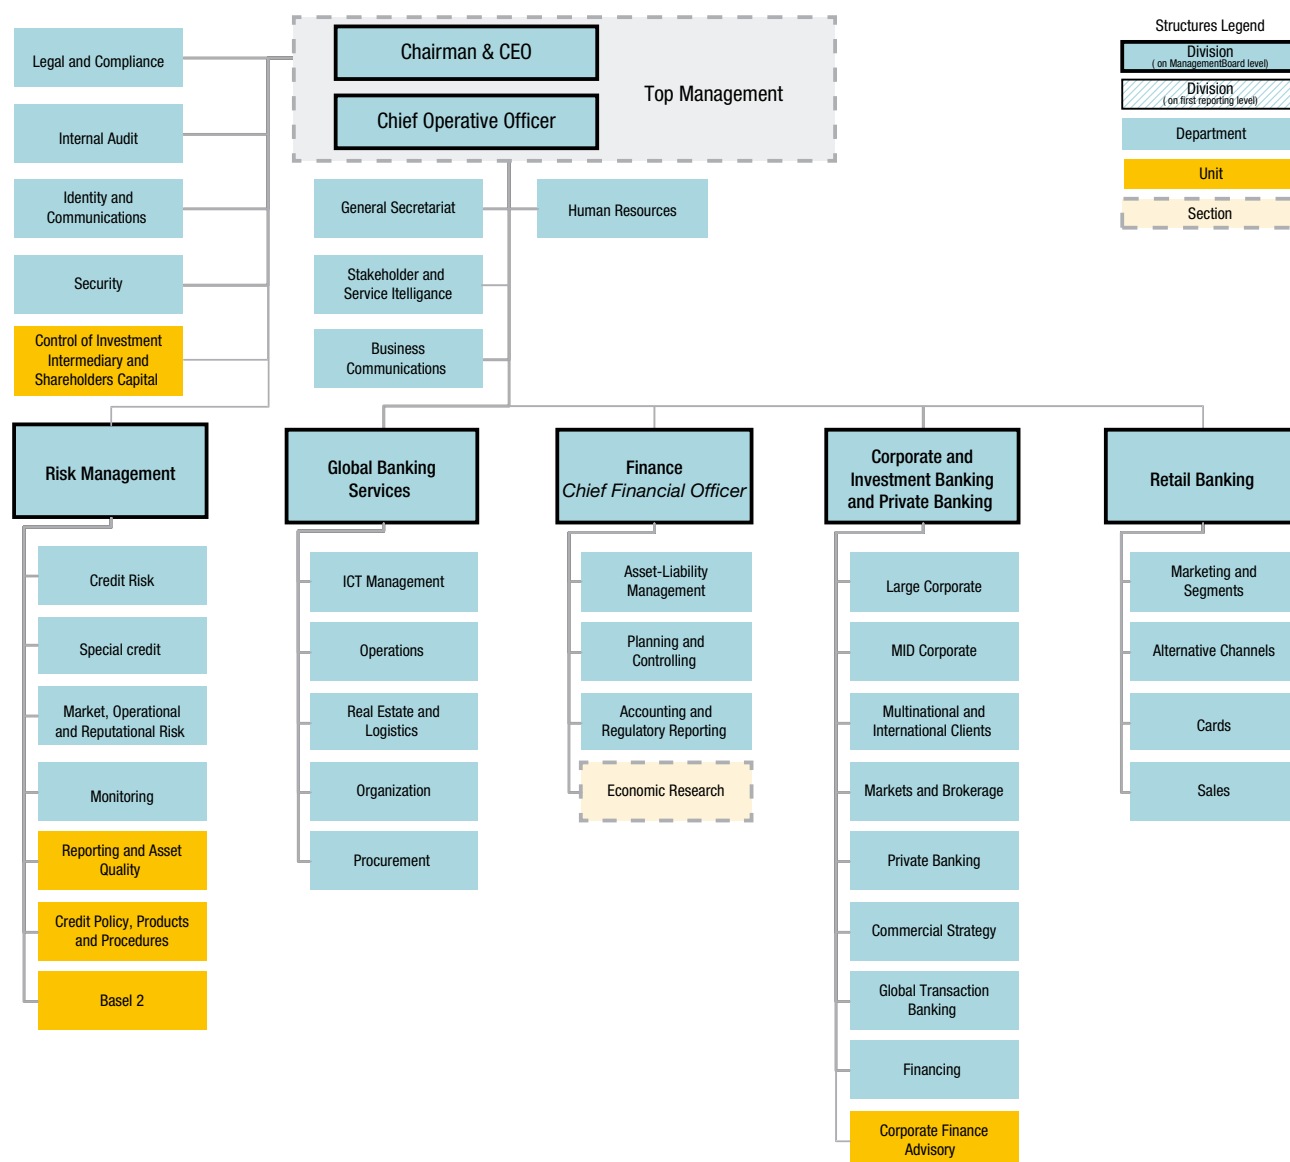 Structures Legend
Division
( on ManagementBoard level)
Division
( on first reporting level)
Department
Unit
Section
Chairman & CEO
Chief Operative Officer
Top Management
Legal and Compliance
Internal Audit
Identity and
Communications
Security
Control of Investment
Intermediary and
Shareholders Capital
General Secretariat
Human Resources
Stakeholder and
Service Itelligance
Business
Communications
Risk Management
Credit Risk
Special credit
Market, Operational
and Reputational Risk
Monitoring
Reporting and Asset
Quality
Credit Policy, Products
and Procedures
Basel 2
Global Banking
Services
ICT Management
Operations
Real Estate and
Logistics
Organization
Procurement
Finance
Chief Financial Officer
Asset-Liability
Management
Planning and
Controlling
Accounting and
Regulatory Reporting
Economic Research
Corporate and
Investment Banking
and Private Banking
Large Corporate
MID Corporate
Multinational and
International Clients
Markets and Brokerage
Private Banking
Commercial Strategy
Global Transaction
Banking
Financing
Corporate Finance
Advisory
Retail Banking
Marketing and
Segments
Alternative Channels
Cards
Sales